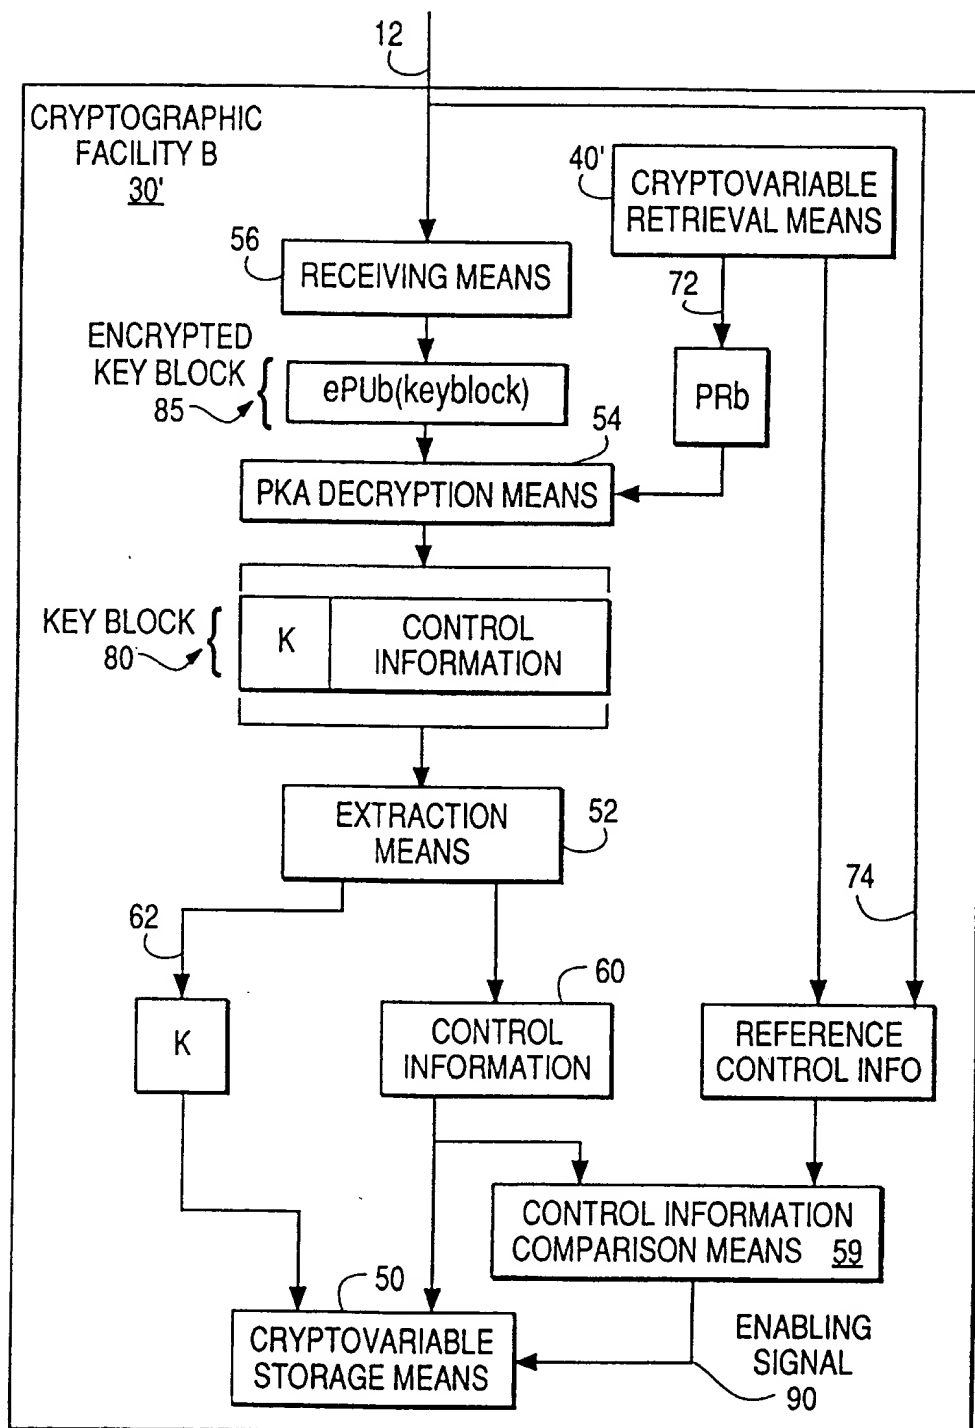 12
CRYPTOGRAPHIC
FACILITY B
30'
40'
CRYPTOVARIABLE
RETRIEVAL MEANS
56
RECEIVING MEANS
72
ENCRYPTED
KEY BLOCK
85
ePUb(keyblock)
PRb
54
PKA DECRYPTION MEANS
KEY BLOCK
80
K
CONTROL
INFORMATION
EXTRACTION
MEANS
52
74
62
60
K
CONTROL
INFORMATION
REFERENCE
CONTROL INFO
CONTROL INFORMATION
COMPARISON MEANS 59
50
CRYPTOVARIABLE
STORAGE MEANS
ENABLING
SIGNAL
90